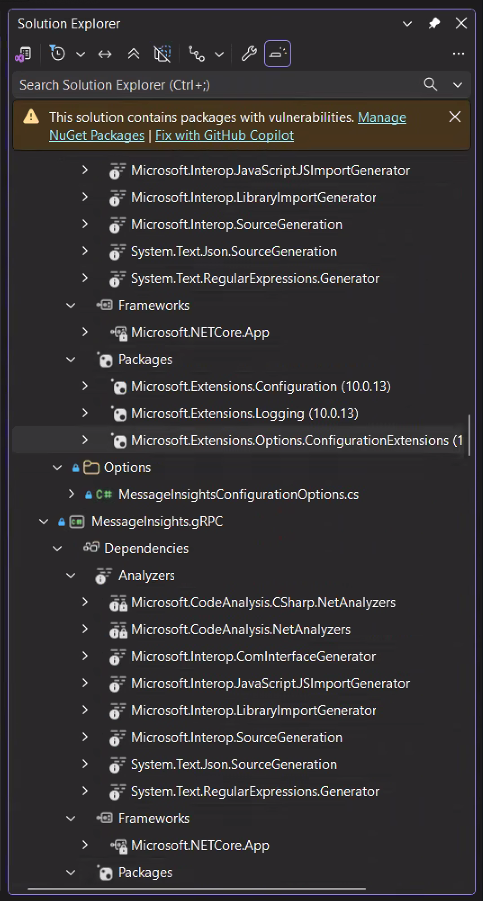 Solution Explorer
Search Solution Explorer (Ctrl+;)
This solution contains packages with vulnerabilities. Manage
NuGet Packages | Fix with GitHub Copilot
Microsoft.Interop.JavaScript.JSImportGenerator
Microsoft.Interop.LibraryImportGenerator
Microsoft.Interop.SourceGeneration
System.Text.Json.SourceGeneration
System.Text.RegularExpressions.Generator
Frameworks
Microsoft.NETCore.App
Packages
Microsoft.Extensions.Configuration (10.0.13)
Microsoft.Extensions.Logging (10.0.13)
Microsoft.Extensions.Options.ConfigurationExtensions (1
Options
C# MessageInsightsConfigurationOptions.cs
MessageInsights.gRPC
Dependencies
Analyzers
Microsoft.CodeAnalysis.CSharp.NetAnalyzers
Microsoft.CodeAnalysis.NetAnalyzers
Microsoft.Interop.ComInterfaceGenerator
Microsoft.Interop.JavaScript.JSImportGenerator
Microsoft.Interop.LibraryImportGenerator
Microsoft.Interop.SourceGeneration
System.Text.Json.SourceGeneration
System.Text.RegularExpressions.Generator
Frameworks
Microsoft.NETCore.App
Packages